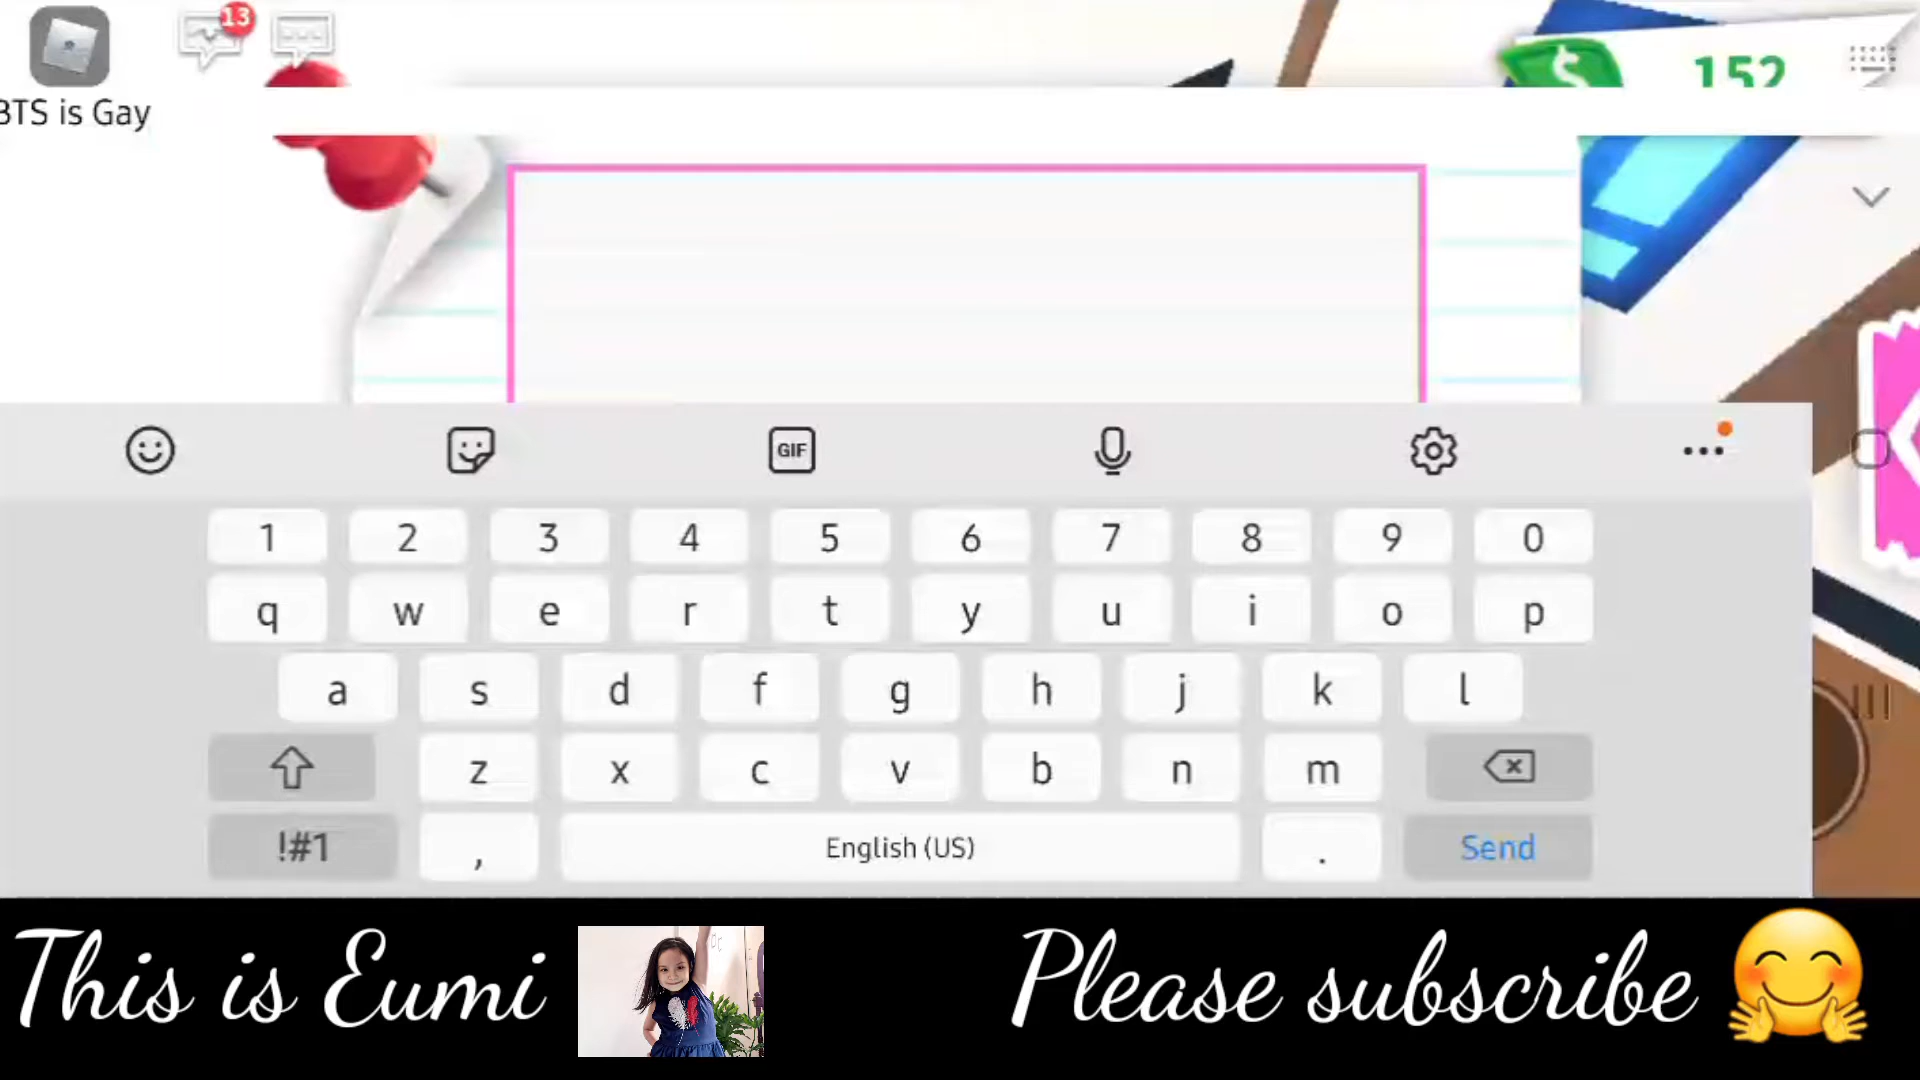 13
152
BTS is Gay
GIF
1 2 3 4 5 6 7 8 9 0
q w e r t y u i o p
a s d f g h j k l
z x c v b n m
!#1 , English (US) . Send
This is Eumi
Please subscribe